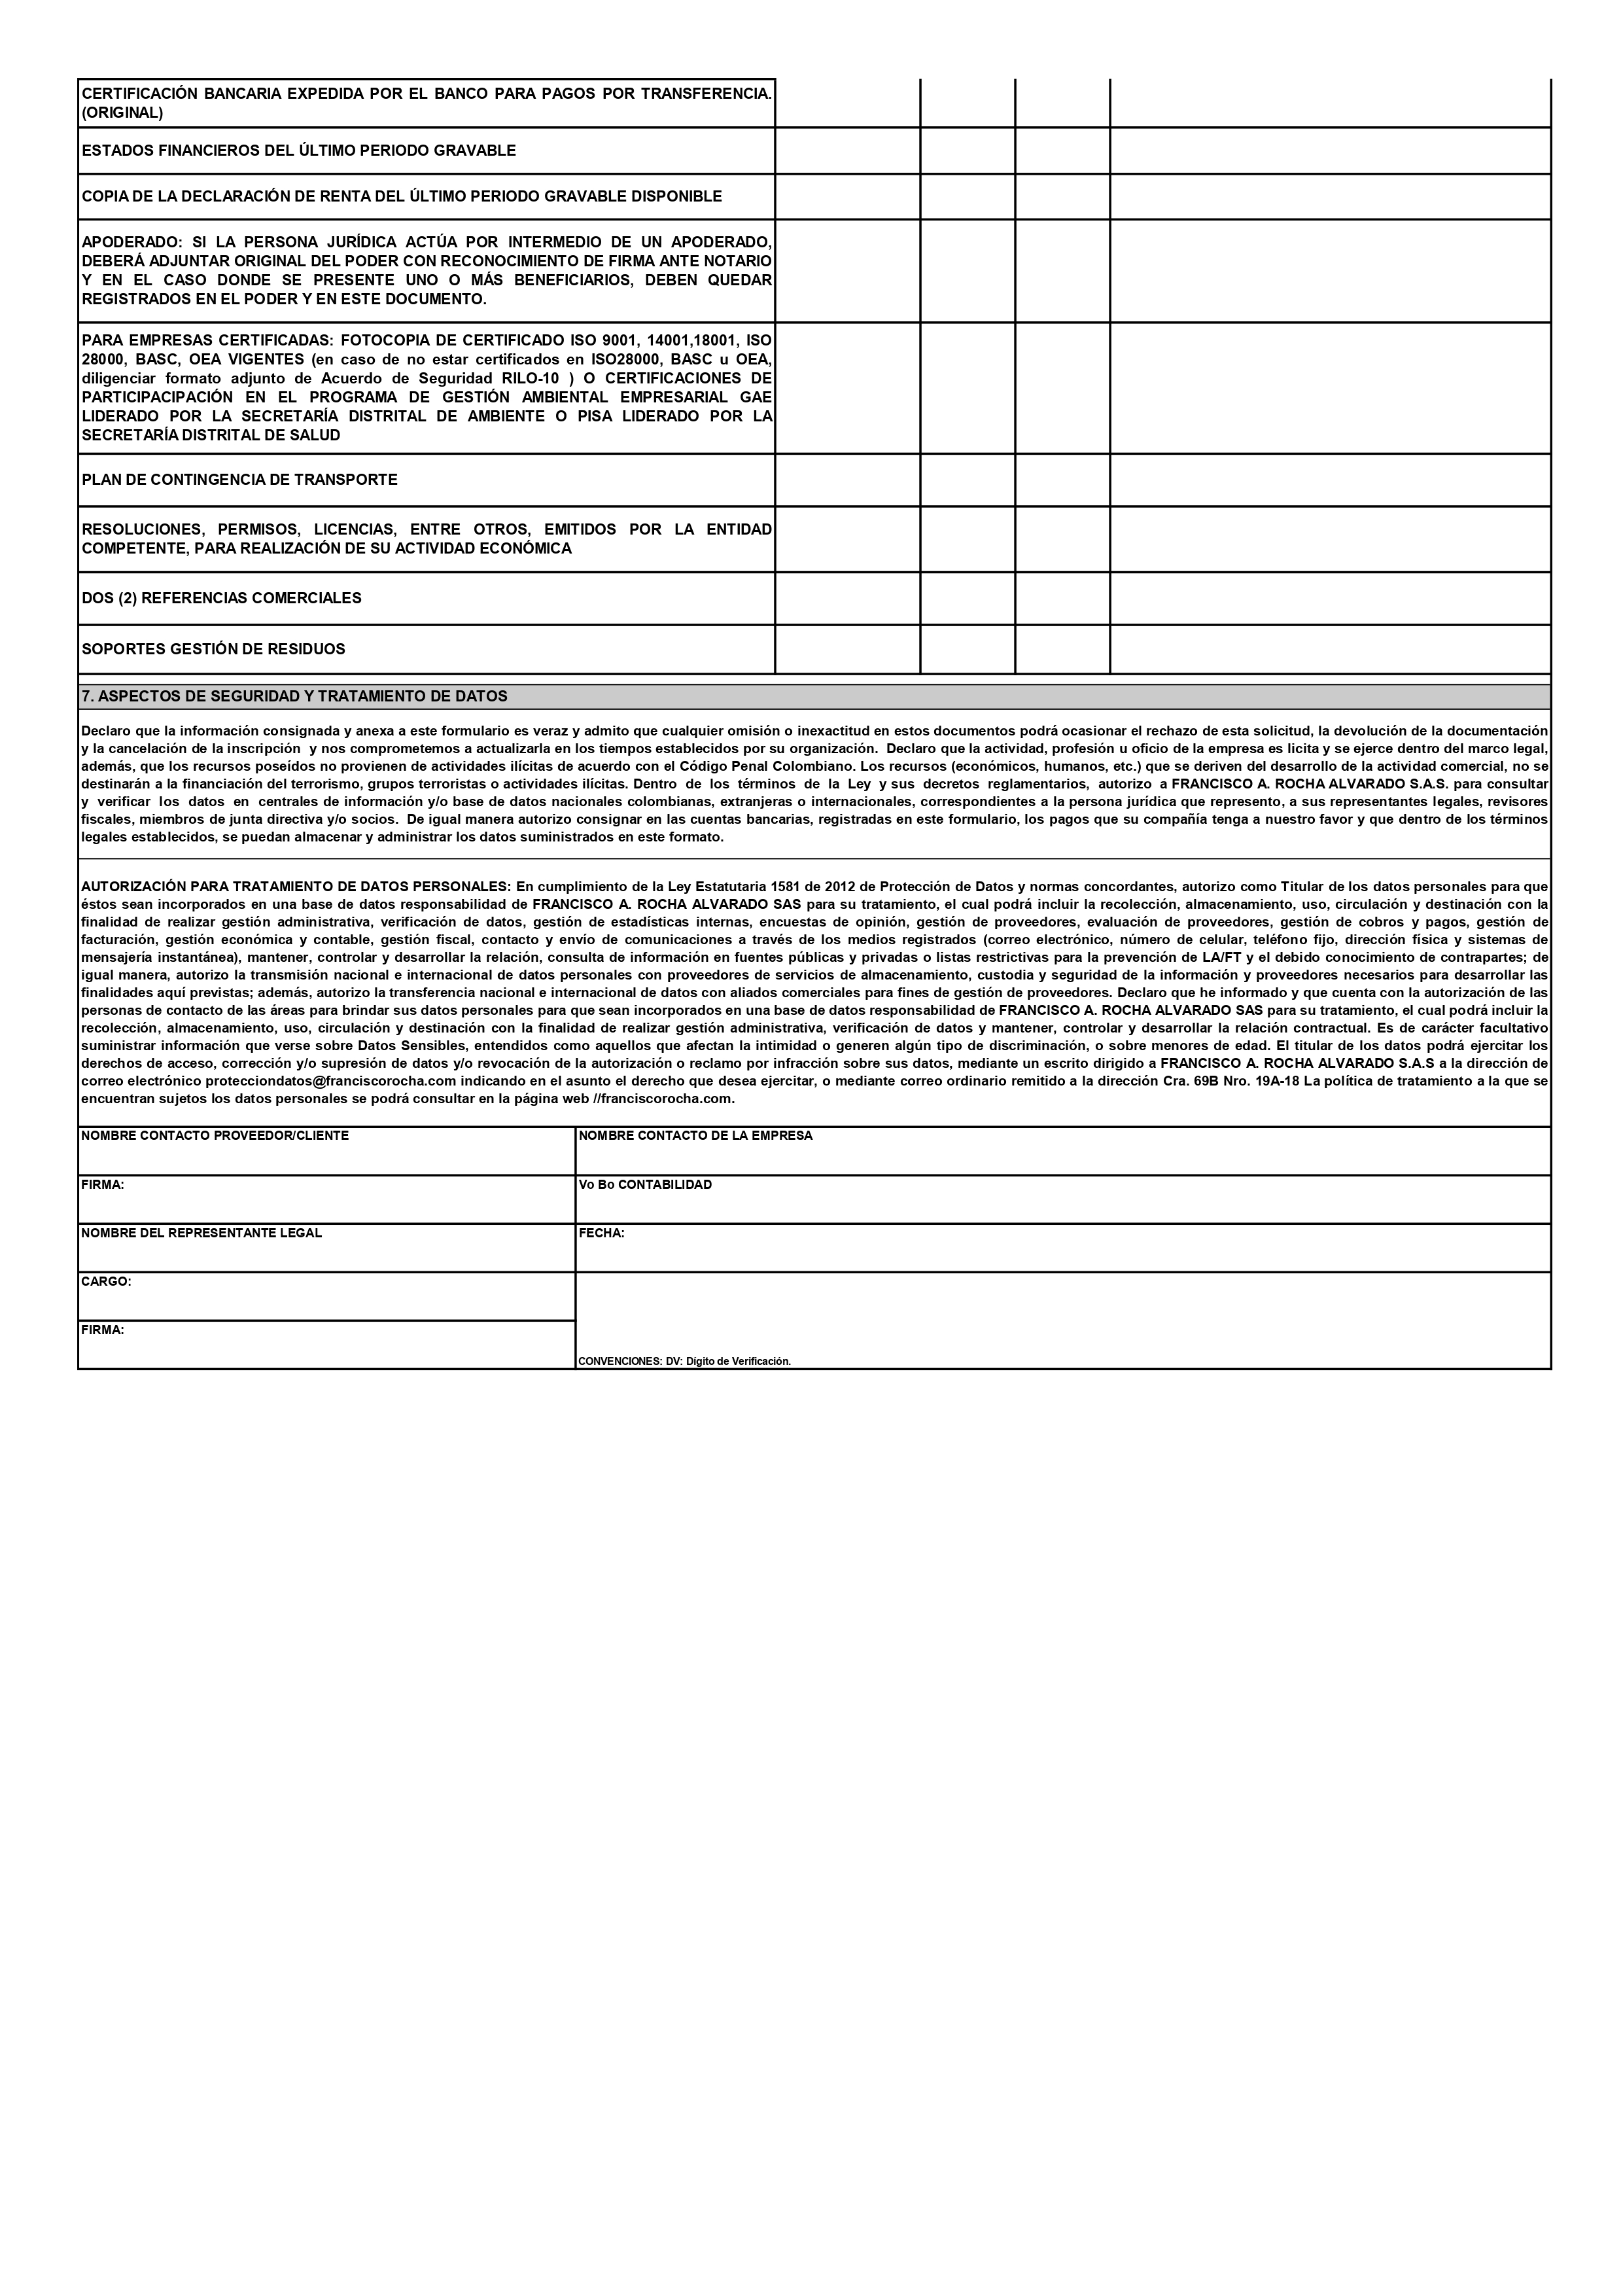 CERTIFICACIÓN BANCARIA EXPEDIDA POR EL BANCO PARA PAGOS POR TRANSFERENCIA.
(ORIGINAL)
ESTADOS FINANCIEROS DEL ÚLTIMO PERIODO GRAVABLE
COPIA DE LA DECLARACIÓN DE RENTA DEL ÚLTIMO PERIODO GRAVABLE DISPONIBLE
APODERADO: SI LA PERSONA JURÍDICA ACTÚA POR INTERMEDIO DE UN APODERADO,
DEBERÁ ADJUNTAR ORIGINAL DEL PODER CON RECONOCIMIENTO DE FIRMA ANTE NOTARIO
Y EN EL CASO DONDE SE PRESENTE UNO O MÁS BENEFICIARIOS, DEBEN QUEDAR
REGISTRADOS EN EL PODER Y EN ESTE DOCUMENTO.
PARA EMPRESAS CERTIFICADAS: FOTOCOPIA DE CERTIFICADO ISO 9001, 14001,18001, ISO
28000, BASC, OEA VIGENTES (en caso de no estar certificados en ISO28000, BASC u OEA,
diligenciar formato adjunto de Acuerdo de Seguridad RILO-10 ) O CERTIFICACIONES DE
PARTICIPACIPACIÓN EN EL PROGRAMA DE GESTIÓN AMBIENTAL EMPRESARIAL GAE
LIDERADO POR LA SECRETARÍA DISTRITAL DE AMBIENTE O PISA LIDERADO POR LA
SECRETARÍA DISTRITAL DE SALUD
PLAN DE CONTINGENCIA DE TRANSPORTE
RESOLUCIONES, PERMISOS, LICENCIAS, ENTRE OTROS, EMITIDOS POR LA ENTIDAD
COMPETENTE, PARA REALIZACIÓN DE SU ACTIVIDAD ECONÓMICA
DOS (2) REFERENCIAS COMERCIALES
SOPORTES GESTIÓN DE RESIDUOS
7. ASPECTOS DE SEGURIDAD Y TRATAMIENTO DE DATOS
Declaro que la información consignada y anexa a este formulario es veraz y admito que cualquier omisión o inexactitud en estos documentos podrá ocasionar el rechazo de esta solicitud, la devolución de la documentación
y la cancelación de la inscripción y nos comprometemos a actualizarla en los tiempos establecidos por su organización. Declaro que la actividad, profesión u oficio de la empresa es licita y se ejerce dentro del marco legal,
además, que los recursos poseídos no provienen de actividades ilícitas de acuerdo con el Código Penal Colombiano. Los recursos (económicos, humanos, etc.) que se deriven del desarrollo de la actividad comercial, no se
destinarán a la financiación del terrorismo, grupos terroristas o actividades ilícitas. Dentro de los términos de la Ley y sus decretos reglamentarios, autorizo a FRANCISCO A. ROCHA ALVARADO S.A.S. para consultar
y verificar los datos en centrales de información y/o base de datos nacionales colombianas, extranjeras o internacionales, correspondientes a la persona jurídica que represento, a sus representantes legales, revisores
fiscales, miembros de junta directiva y/o socios. De igual manera autorizo consignar en las cuentas bancarias, registradas en este formulario, los pagos que su compañía tenga a nuestro favor y que dentro de los términos
legales establecidos, se puedan almacenar y administrar los datos suministrados en este formato.
AUTORIZACIÓN PARA TRATAMIENTO DE DATOS PERSONALES: En cumplimiento de la Ley Estatutaria 1581 de 2012 de Protección de Datos y normas concordantes, autorizo como Titular de los datos personales para que
éstos sean incorporados en una base de datos responsabilidad de FRANCISCO A. ROCHA ALVARADO SAS para su tratamiento, el cual podrá incluir la recolección, almacenamiento, uso, circulación y destinación con la
finalidad de realizar gestión administrativa, verificación de datos, gestión de estadísticas internas, encuestas de opinión, gestión de proveedores, evaluación de proveedores, gestión de cobros y pagos, gestión de
facturación, gestión económica y contable, gestión fiscal, contacto y envío de comunicaciones a través de los medios registrados (correo electrónico, número de celular, teléfono fijo, dirección física y sistemas de
mensajería instantánea), mantener, controlar y desarrollar la relación, consulta de información en fuentes públicas y privadas o listas restrictivas para la prevención de LA/FT y el debido conocimiento de contrapartes; de
igual manera, autorizo la transmisión nacional e internacional de datos personales con proveedores de servicios de almacenamiento, custodia y seguridad de la información y proveedores necesarios para desarrollar las
finalidades aquí previstas; además, autorizo la transferencia nacional e internacional de datos con aliados comerciales para fines de gestión de proveedores. Declaro que he informado y que cuenta con la autorización de las
personas de contacto de las áreas para brindar sus datos personales para que sean incorporados en una base de datos responsabilidad de FRANCISCO A. ROCHA ALVARADO SAS para su tratamiento, el cual podrá incluir la
recolección, almacenamiento, uso, circulación y destinación con la finalidad de realizar gestión administrativa, verificación de datos y mantener, controlar y desarrollar la relación contractual. Es de carácter facultativo
suministrar información que verse sobre Datos Sensibles, entendidos como aquellos que afectan la intimidad o generen algún tipo de discriminación, o sobre menores de edad. El titular de los datos podrá ejercitar los
derechos de acceso, corrección y/o supresión de datos y/o revocación de la autorización o reclamo por infracción sobre sus datos, mediante un escrito dirigido a FRANCISCO A. ROCHA ALVARADO S.A.S a la dirección de
correo electrónico protecciondatos@franciscorocha.com indicando en el asunto el derecho que desea ejercitar, o mediante correo ordinario remitido a la dirección Cra. 69B Nro. 19A-18 La política de tratamiento a la que se
encuentran sujetos los datos personales se podrá consultar en la página web //franciscorocha.com.
NOMBRE CONTACTO PROVEEDOR/CLIENTE
NOMBRE CONTACTO DE LA EMPRESA
FIRMA:
Vo Bo CONTABILIDAD
NOMBRE DEL REPRESENTANTE LEGAL
FECHA:
CARGO:
FIRMA:
CONVENCIONES: DV: Digito de Verificación.